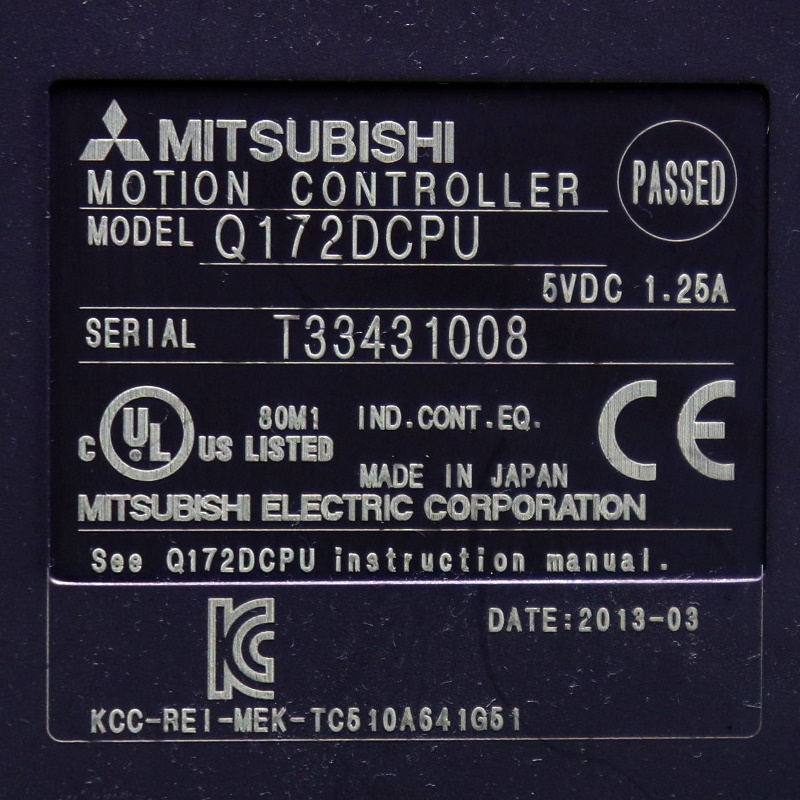 MITSUBISHI
MOTION CONTROLLER
PASSED
MODEL Q172DCPU
5VDC 1.25A
SERIAL T33431008
C UL US LISTED 80M1 IND.CONT.EQ.
CE
MADE IN JAPAN
MITSUBISHI ELECTRIC CORPORATION
See Q172DCPU instruction manual.
KC
DATE:2013-03
KCC-REI-MEK-TC510A641G51